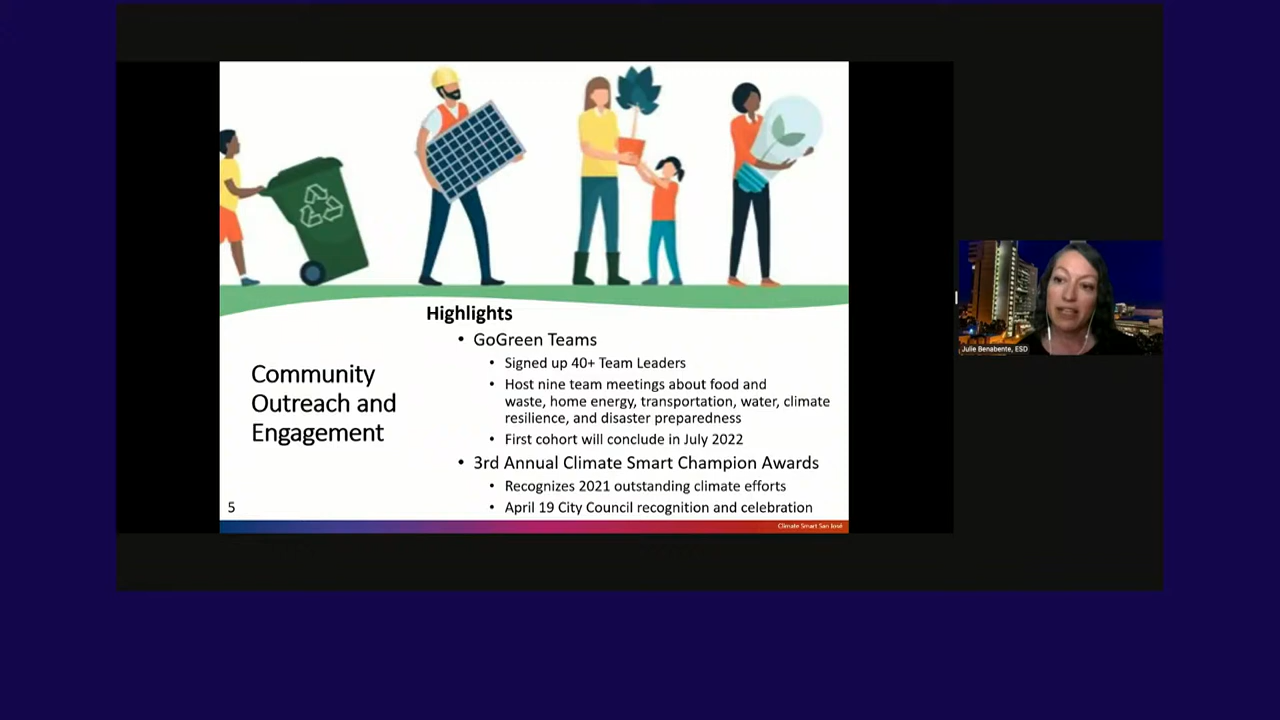 Highlights
• GoGreen Teams
• Signed up 40+ Team Leaders
• Host nine team meetings about food and
waste, home energy, transportation, water, climate
resilience, and disaster preparedness
• First cohort will conclude in July 2022
• 3rd Annual Climate Smart Champion Awards
• Recognizes 2021 outstanding climate efforts
• April 19 City Council recognition and celebration
Community
Outreach and
Engagement
5
Climate Smart San José
Julie Benabente, ESD